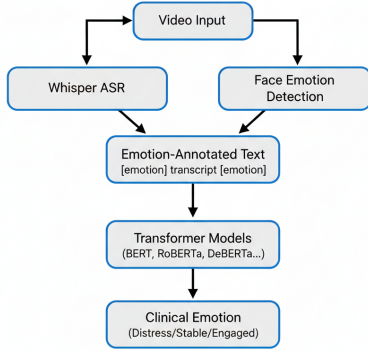 Video Input
Whisper ASR
Face Emotion
Detection
Emotion-Annotated Text
[emotion] transcript [emotion]
Transformer Models
(BERT, RoBERTa, DeBERTa...)
Clinical Emotion
(Distress/Stable/Engaged)